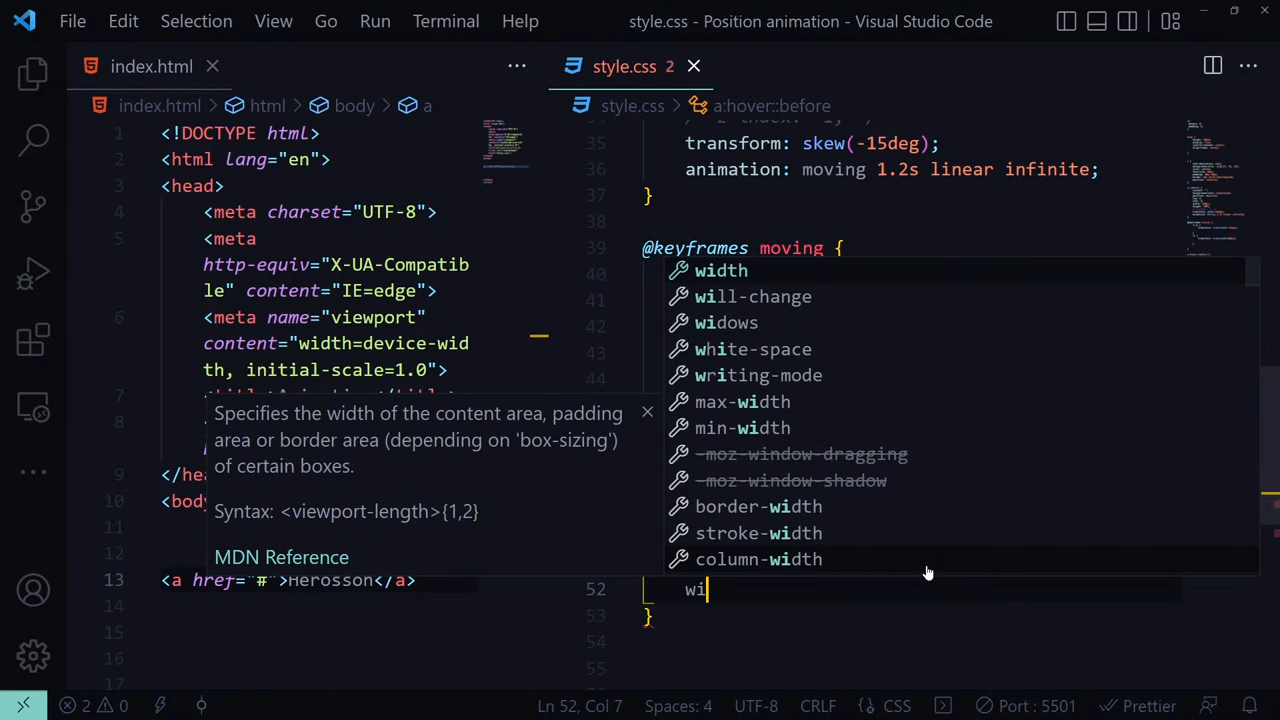 File Edit Selection View Go Run Terminal Help style.css - Position animation - Visual Studio Code
index.html
index.html html body a
1 <!DOCTYPE html>
2 <html lang="en">
3 <head>
4 <meta charset="UTF-8">
5 <meta
http-equiv="X-UA-Compatib
le" content="IE=edge">
6 <meta name="viewport"
content="width=device-wid
th, initial-scale=1.0">
7
8
9 </hea
10 <body
11
12
13 <a href="#">Herosson</a>
14
15
16
17
Specifies the width of the content area, padding
area or border area (depending on 'box-sizing')
of certain boxes.
Syntax: <viewport-length>{1,2}
MDN Reference
style.css 2
style.css a:hover::before
35 transform: skew(-15deg);
36 animation: moving 1.2s linear infinite;
37 }
38
39 @keyframes moving {
40
41
42
43
44
width
will-change
widows
white-space
writing-mode
max-width
min-width
-moz-window-dragging
-moz-window-shadow
border-width
stroke-width
column-width
52 wi
53 }
54
55
2 0 Ln 52, Col 7 Spaces: 4 UTF-8 CRLF CSS Port : 5501 Prettier